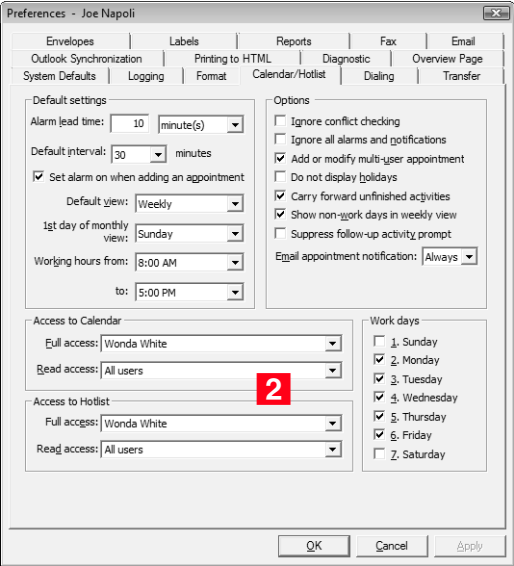 Preferences - Joe Napoli
Envelopes Labels Reports Fax Email
Outlook Synchronization Printing to HTML Diagnostic Overview Page
System Defaults Logging Format Calendar/Hotlist Dialing Transfer
Default settings
Alarm lead time: 10 minute(s)
Default interval: 30 minutes
Set alarm on when adding an appointment
Default view: Weekly
1st day of monthly
view: Sunday
Working hours from: 8:00 AM
to: 5:00 PM
Options
Ignore conflict checking
Ignore all alarms and notifications
Add or modify multi-user appointment
Do not display holidays
Carry forward unfinished activities
Show non-work days in weekly view
Suppress follow-up activity prompt
Email appointment notification: Always
Access to Calendar
Full access: Wonda White
Read access: All users
2
Access to Hotlist
Full access: Wonda White
Read access: All users
Work days
1. Sunday
2. Monday
3. Tuesday
4. Wednesday
5. Thursday
6. Friday
7. Saturday
OK Cancel Apply